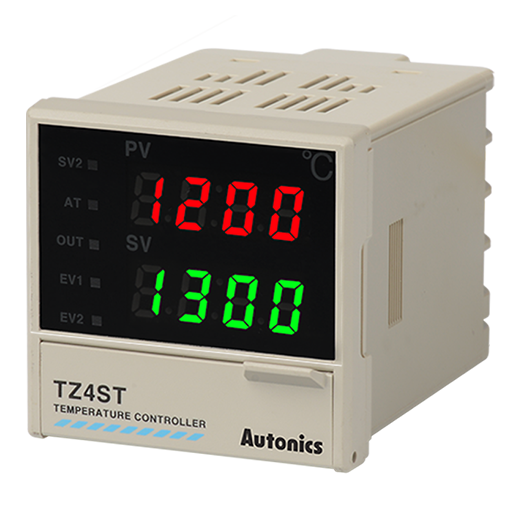 PV
°C
SV2
1200
AT
OUT
SV
EV1
1300
EV2
TZ4ST
TEMPERATURE CONTROLLER
Autonics